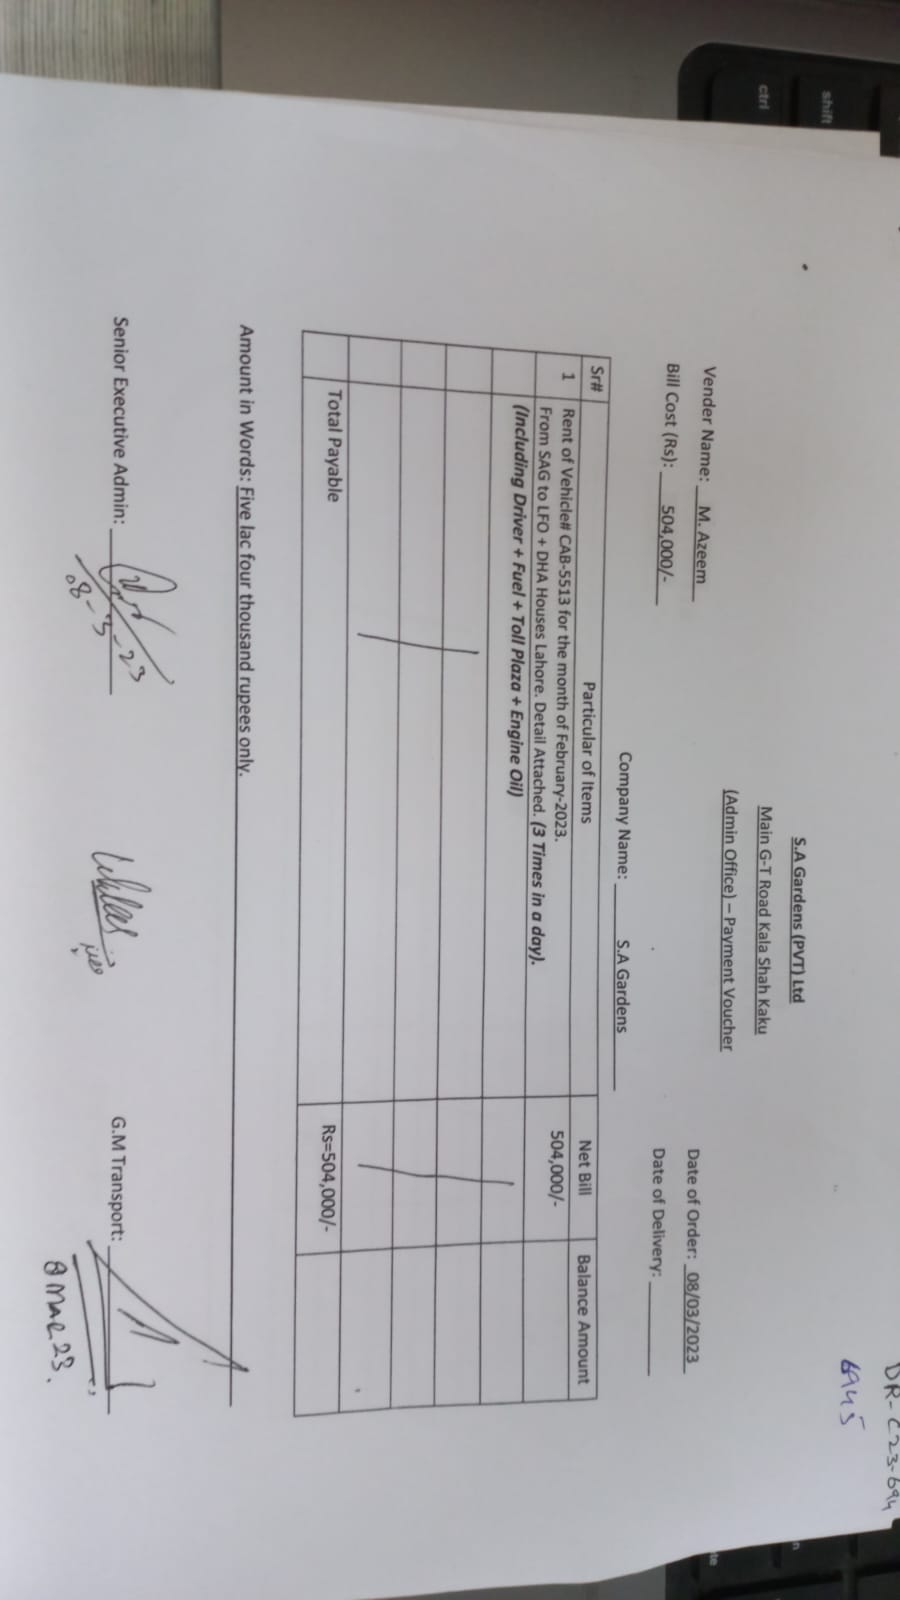 DR-C23-694
6945
S.A Gardens (PVT) Ltd
Main G-T Road Kala Shah Kaku
(Admin Office) – Payment Voucher
Vender Name: M. Azeem
Date of Order: 08/03/2023
Bill Cost (Rs): 504,000/-
Company Name: S.A Gardens
Date of Delivery:
Sr# Particular of Items Net Bill Balance Amount
1 Rent of Vehicle# CAB-5513 for the month of February-2023. 504,000/-
From SAG to LFO + DHA Houses Lahore. Detail Attached. (3 Times in a day).
(Including Driver + Fuel + Toll Plaza + Engine Oil)
Total Payable Rs=504,000/-
Amount in Words: Five lac four thousand rupees only.
Senior Executive Admin:
G.M Transport:
08-3-23
8 MAR 23.
shift
ctrl